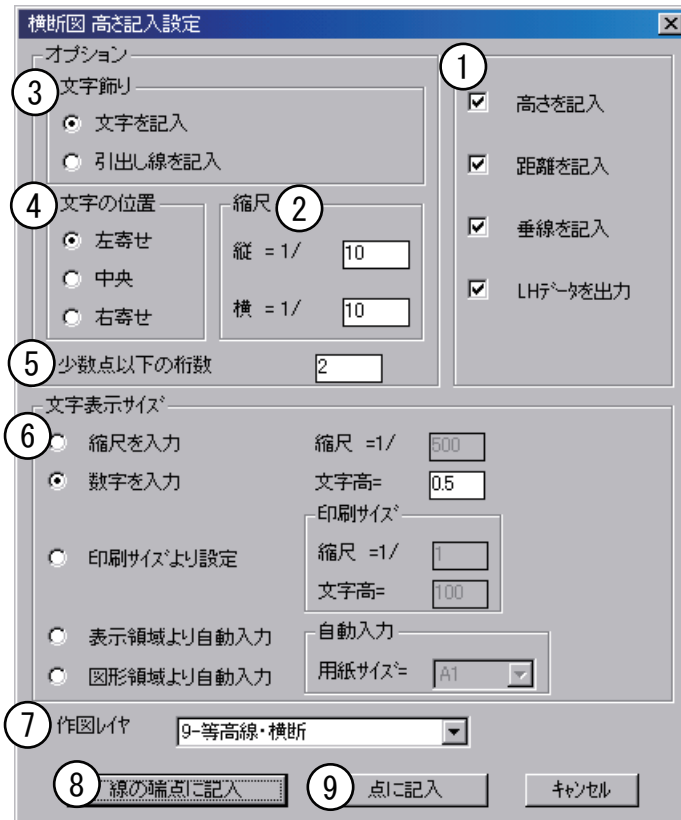 横断図 高さ記入設定
オプション
① 
高さを記入
距離を記入
垂線を記入
LHデータを出力
③ 文字飾り
文字を記入
引出し線を記入
④ 文字の位置
左寄せ
中央
右寄せ
縮尺 ②
縦 = 1/ 10
横 = 1/ 10
⑤ 少数点以下の桁数 2
文字表示サイズ
⑥ 縮尺を入力 縮尺 =1/ 500
数字を入力 文字高= 0.5
印刷サイズより設定
印刷サイズ
縮尺 =1/ 1
文字高= 100
表示領域より自動入力
図形領域より自動入力
自動入力
用紙サイズ= A1
⑦ 作図レイヤ 9-等高線・横断
⑧ 線の端点に記入 ⑨ 点に記入 キャンセル